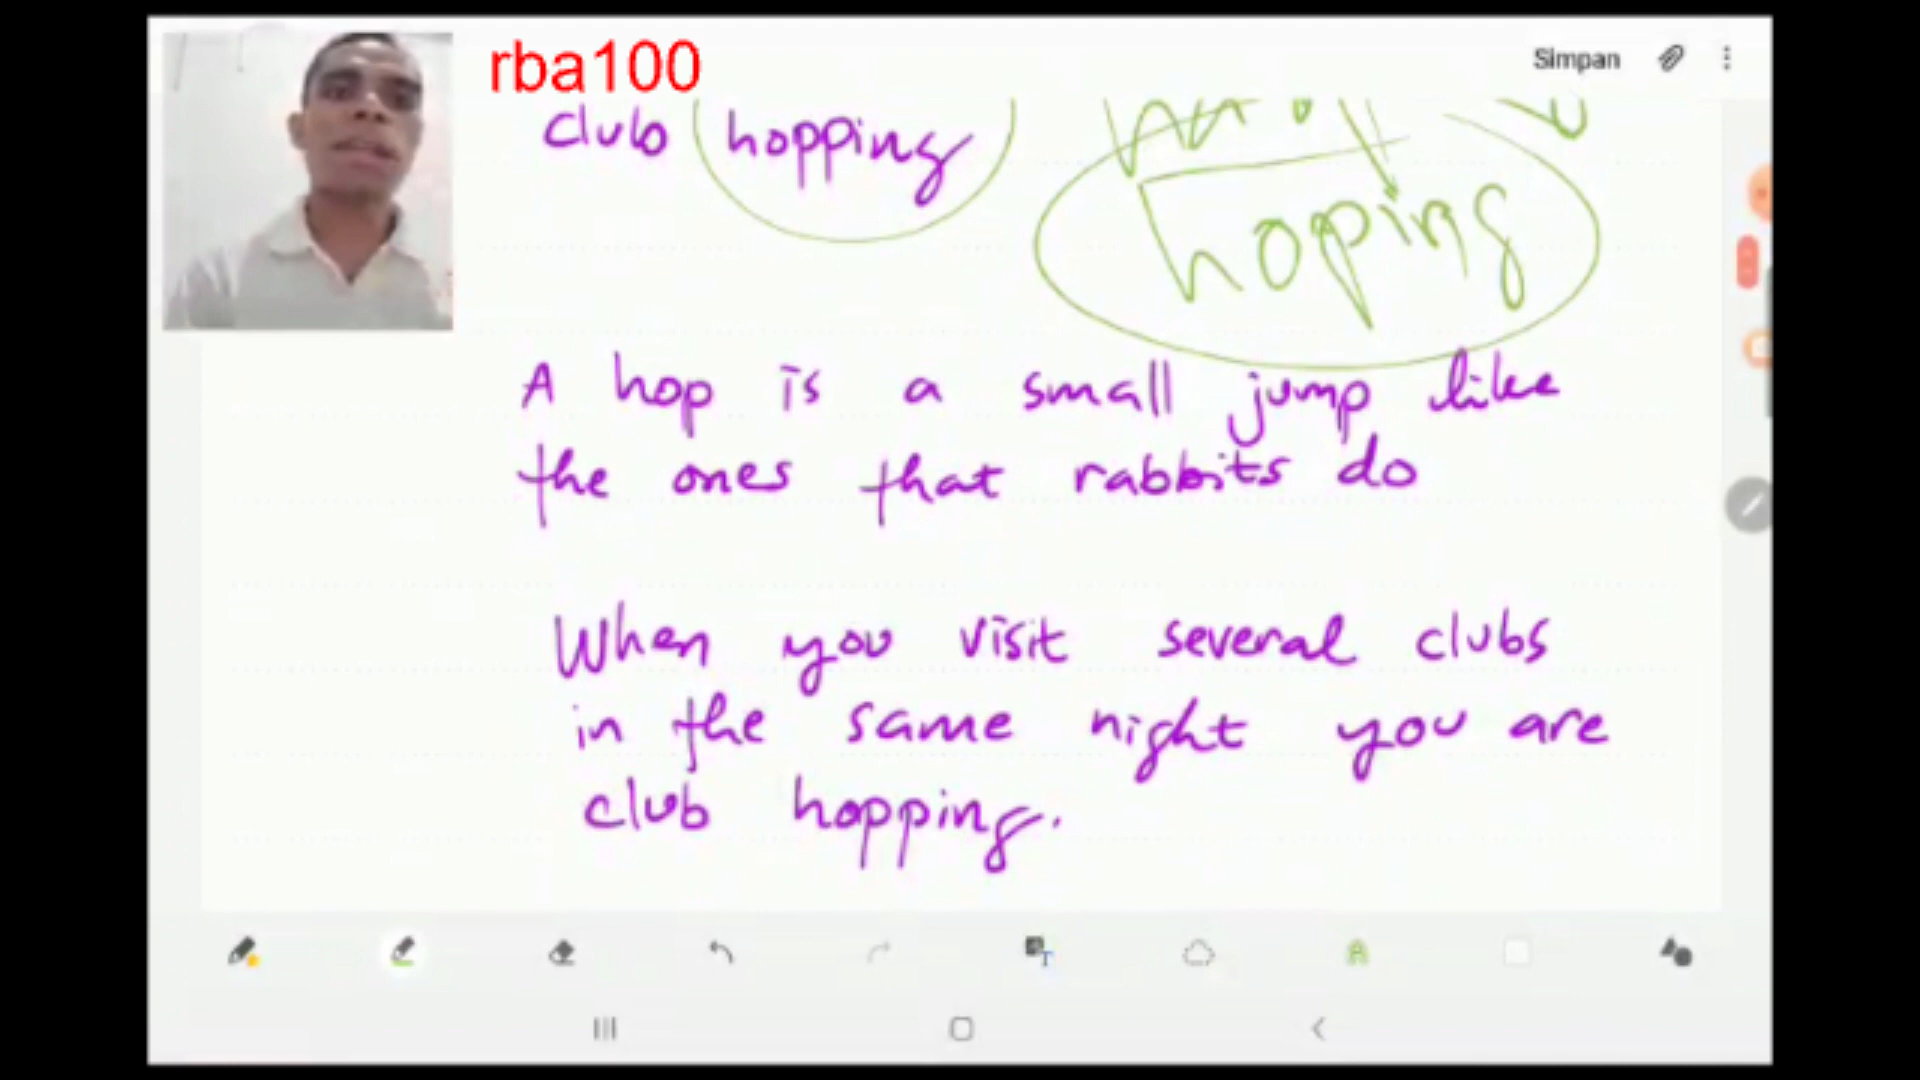 rba100
Simpan
club hopping
hoping
A hop is a small jump like
the ones that rabbits do
When you visit several clubs
in the same night you are
club hopping.